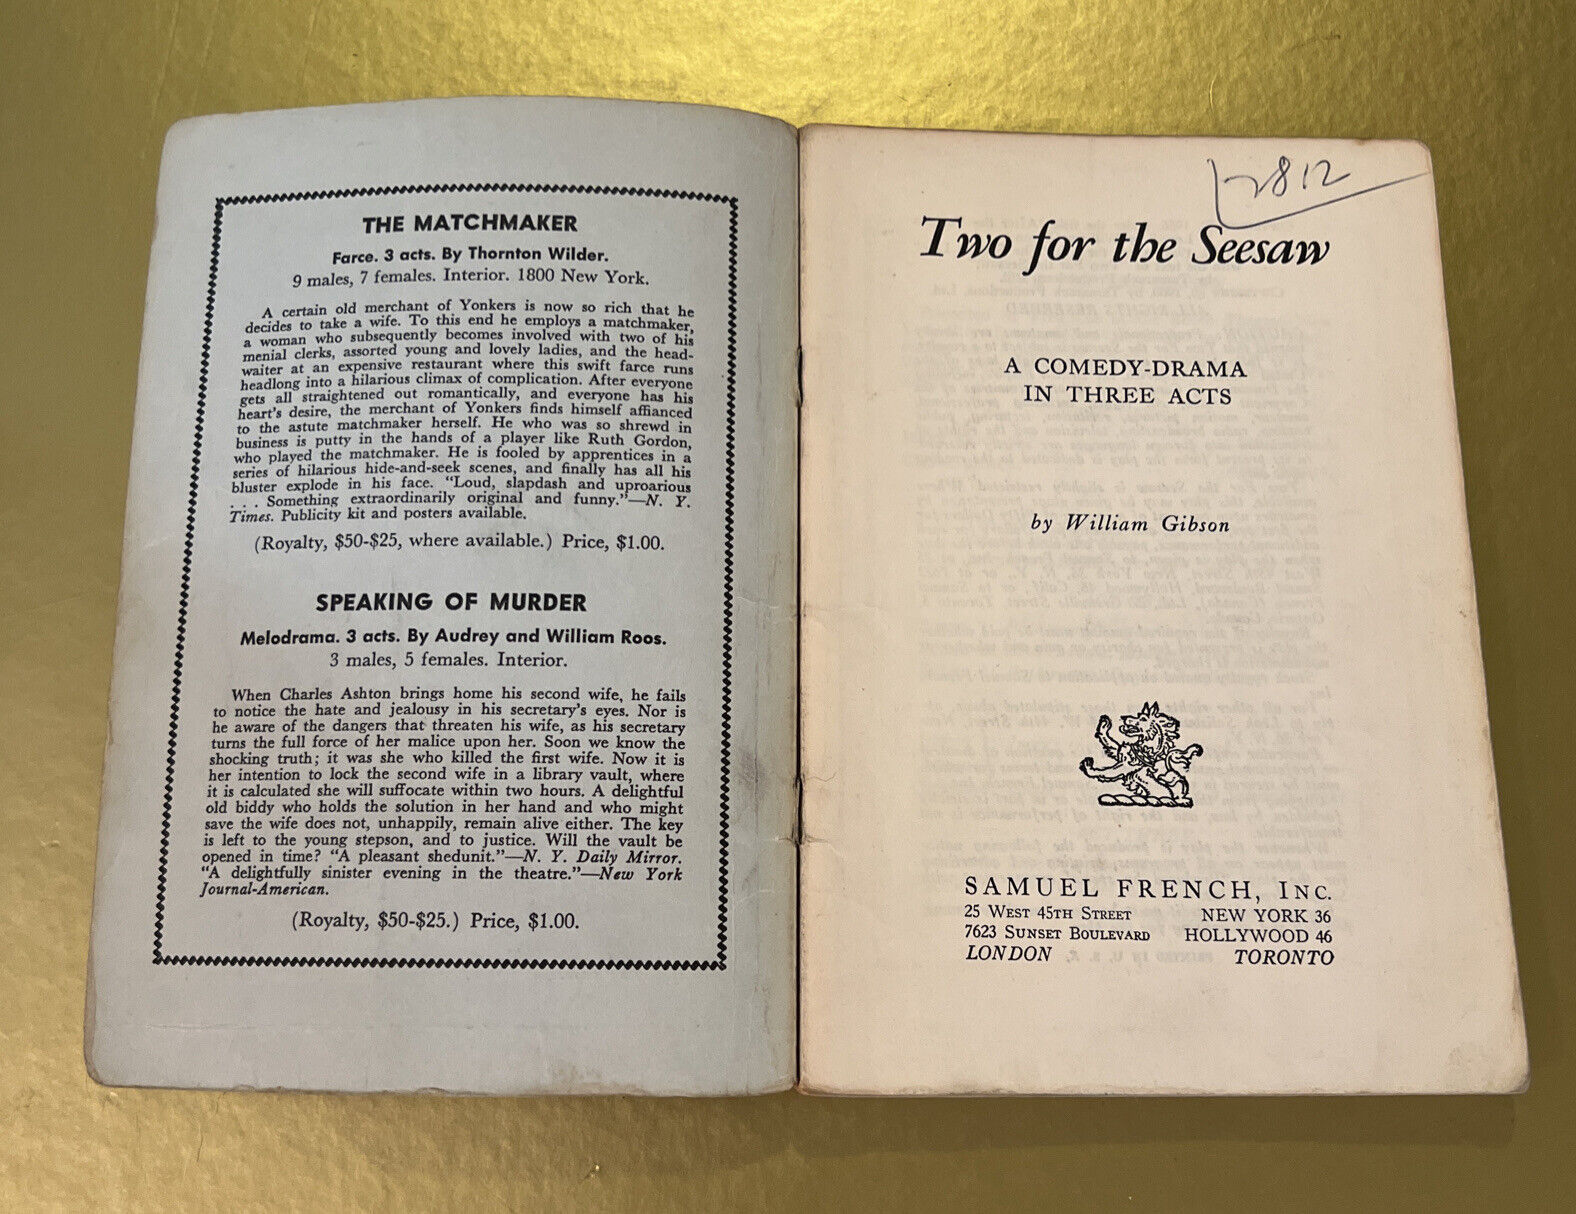 THE MATCHMAKER
Farce. 3 acts. By Thornton Wilder.
9 males, 7 females. Interior. 1800 New York.
A certain old merchant of Yonkers is now so rich that he
decides to take a wife. To this end he employs a matchmaker,
a woman who subsequently becomes involved with two of his
menial clerks, assorted young and lovely ladies, and the head-
waiter at an expensive restaurant where this swift farce runs
headlong into a hilarious climax of complication. After everyone
gets all straightened out romantically, and everyone has his
heart's desire, the merchant of Yonkers finds himself affianced
to the astute matchmaker herself. He who was so shrewd in
business is putty in the hands of a player like Ruth Gordon,
who played the matchmaker. He is fooled by apprentices in a
series of hilarious hide-and-seek scenes, and finally has all his
bluster explode in his face. "Loud, slapdash and uproarious
. . . Something extraordinarily original and funny."—N. Y.
Times. Publicity kit and posters available.
(Royalty, $50-$25, where available.) Price, $1.00.
SPEAKING OF MURDER
Melodrama. 3 acts. By Audrey and William Roos.
3 males, 5 females. Interior.
When Charles Ashton brings home his second wife, he fails
to notice the hate and jealousy in his secretary's eyes. Nor is
he aware of the dangers that threaten his wife, as his secretary
turns the full force of her malice upon her. Soon we know the
shocking truth; it was she who killed the first wife. Now it is
her intention to lock the second wife in a library vault, where
it is calculated she will suffocate within two hours. A delightful
old biddy who holds the solution in her hand and who might
save the wife does not, unhappily, remain alive either. The key
is left to the young stepson, and to justice. Will the vault be
opened in time? "A pleasant shedunit."—N. Y. Daily Mirror.
"A delightfully sinister evening in the theatre."—New York
Journal-American.
(Royalty, $50-$25.) Price, $1.00.
2812
Two for the Seesaw
A COMEDY-DRAMA
IN THREE ACTS
by William Gibson
SAMUEL FRENCH, INC.
25 WEST 45TH STREET NEW YORK 36
7623 SUNSET BOULEVARD HOLLYWOOD 46
LONDON TORONTO